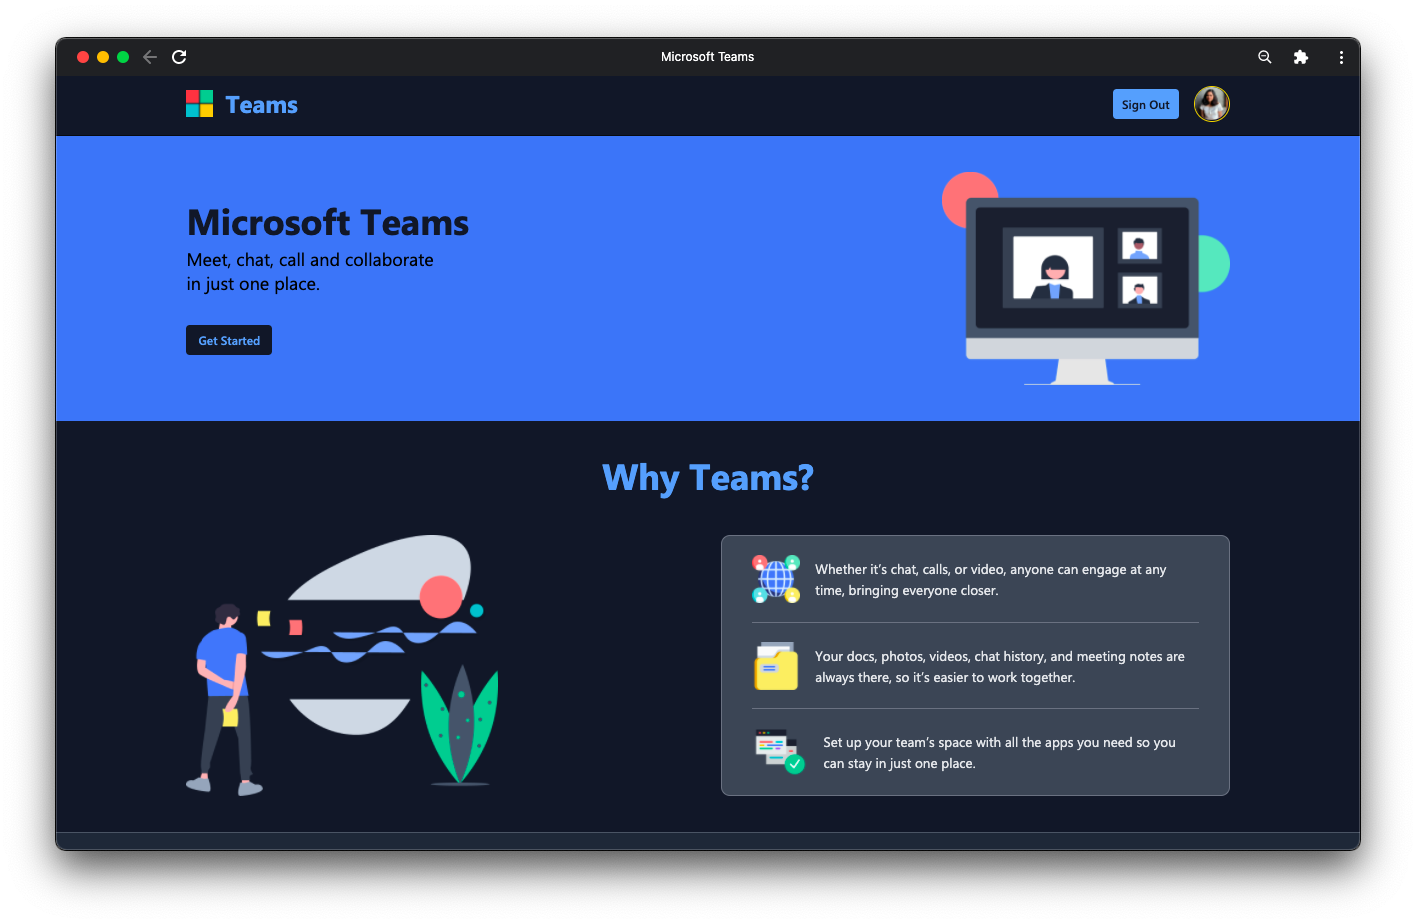 Microsoft Teams
Teams
Sign Out
Microsoft Teams
Meet, chat, call and collaborate
in just one place.
Get Started
Why Teams?
Whether it’s chat, calls, or video, anyone can engage at any
time, bringing everyone closer.
Your docs, photos, videos, chat history, and meeting notes are
always there, so it’s easier to work together.
Set up your team’s space with all the apps you need so you
can stay in just one place.